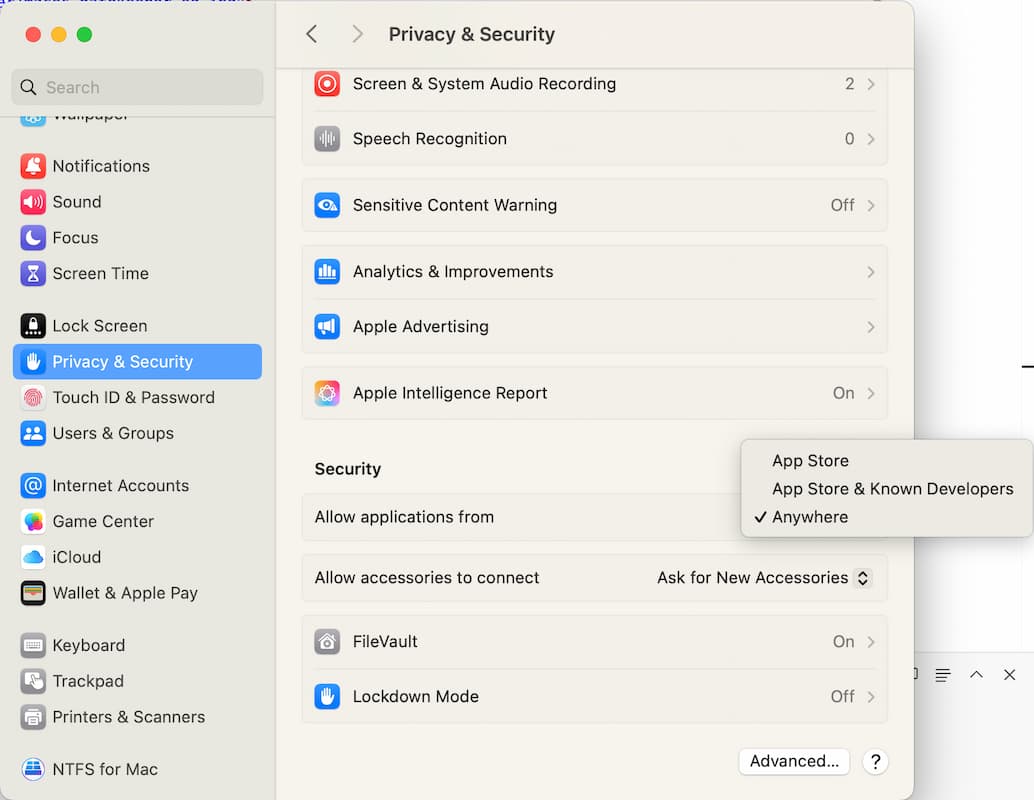 Privacy & Security
Search
Wallpaper
Notifications
Sound
Focus
Screen Time
Lock Screen
Privacy & Security
Touch ID & Password
Users & Groups
Internet Accounts
Game Center
iCloud
Wallet & Apple Pay
Keyboard
Trackpad
Printers & Scanners
NTFS for Mac
Screen & System Audio Recording 2
Speech Recognition 0
Sensitive Content Warning Off
Analytics & Improvements
Apple Advertising
Apple Intelligence Report On
Security
Allow applications from
App Store
App Store & Known Developers
✓ Anywhere
Allow accessories to connect Ask for New Accessories
FileVault On
Lockdown Mode Off
Advanced... ?